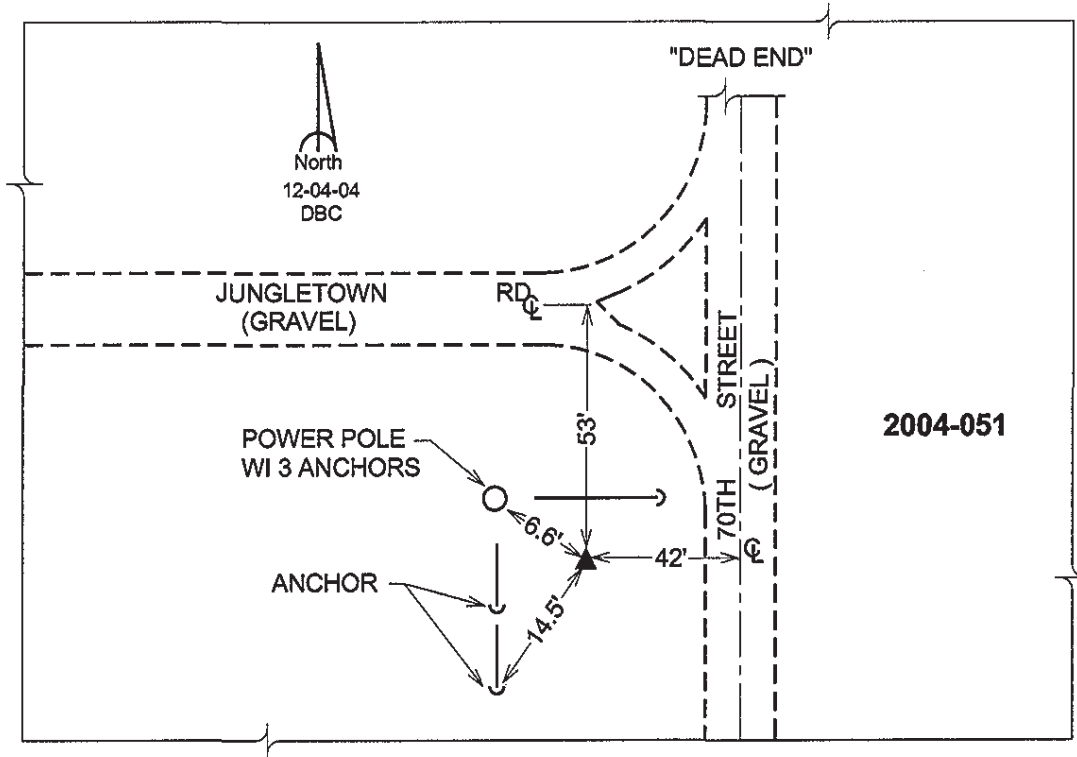 "DEAD END"
North
12-04-04
DBC
JUNGLETOWN
(GRAVEL)
RD
℄
STREET
(GRAVEL)
53'
2004-051
POWER POLE
WI 3 ANCHORS
70TH
6.6'
42'
℄
ANCHOR
14.5'